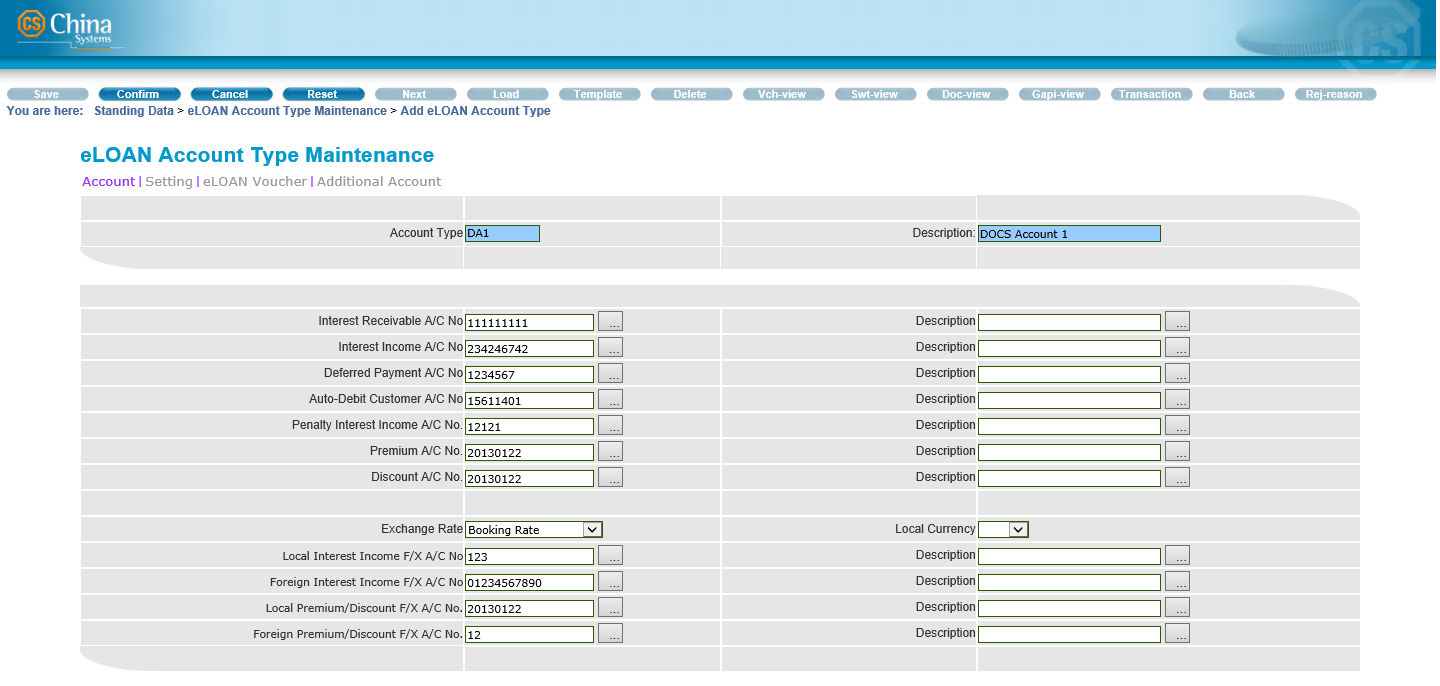 CS China
Systems
CS
Save Confirm Cancel Reset Next Load Template Delete Vch-view Swt-view Doc-view Gapi-view Transaction Back Rej-reason
You are here: Standing Data > eLOAN Account Type Maintenance > Add eLOAN Account Type
eLOAN Account Type Maintenance
Account | Setting | eLOAN Voucher | Additional Account
Account Type DA1 Description: DOCS Account 1
Interest Receivable A/C No 111111111 ... Description ...
Interest Income A/C No 234246742 ... Description ...
Deferred Payment A/C No 1234567 ... Description ...
Auto-Debit Customer A/C No 15611401 ... Description ...
Penalty Interest Income A/C No. 12121 ... Description ...
Premium A/C No. 20130122 ... Description ...
Discount A/C No. 20130122 ... Description ...
Exchange Rate Booking Rate Local Currency
Local Interest Income F/X A/C No 123 ... Description ...
Foreign Interest Income F/X A/C No 01234567890 ... Description ...
Local Premium/Discount F/X A/C No. 20130122 ... Description ...
Foreign Premium/Discount F/X A/C No. 12 ... Description ...